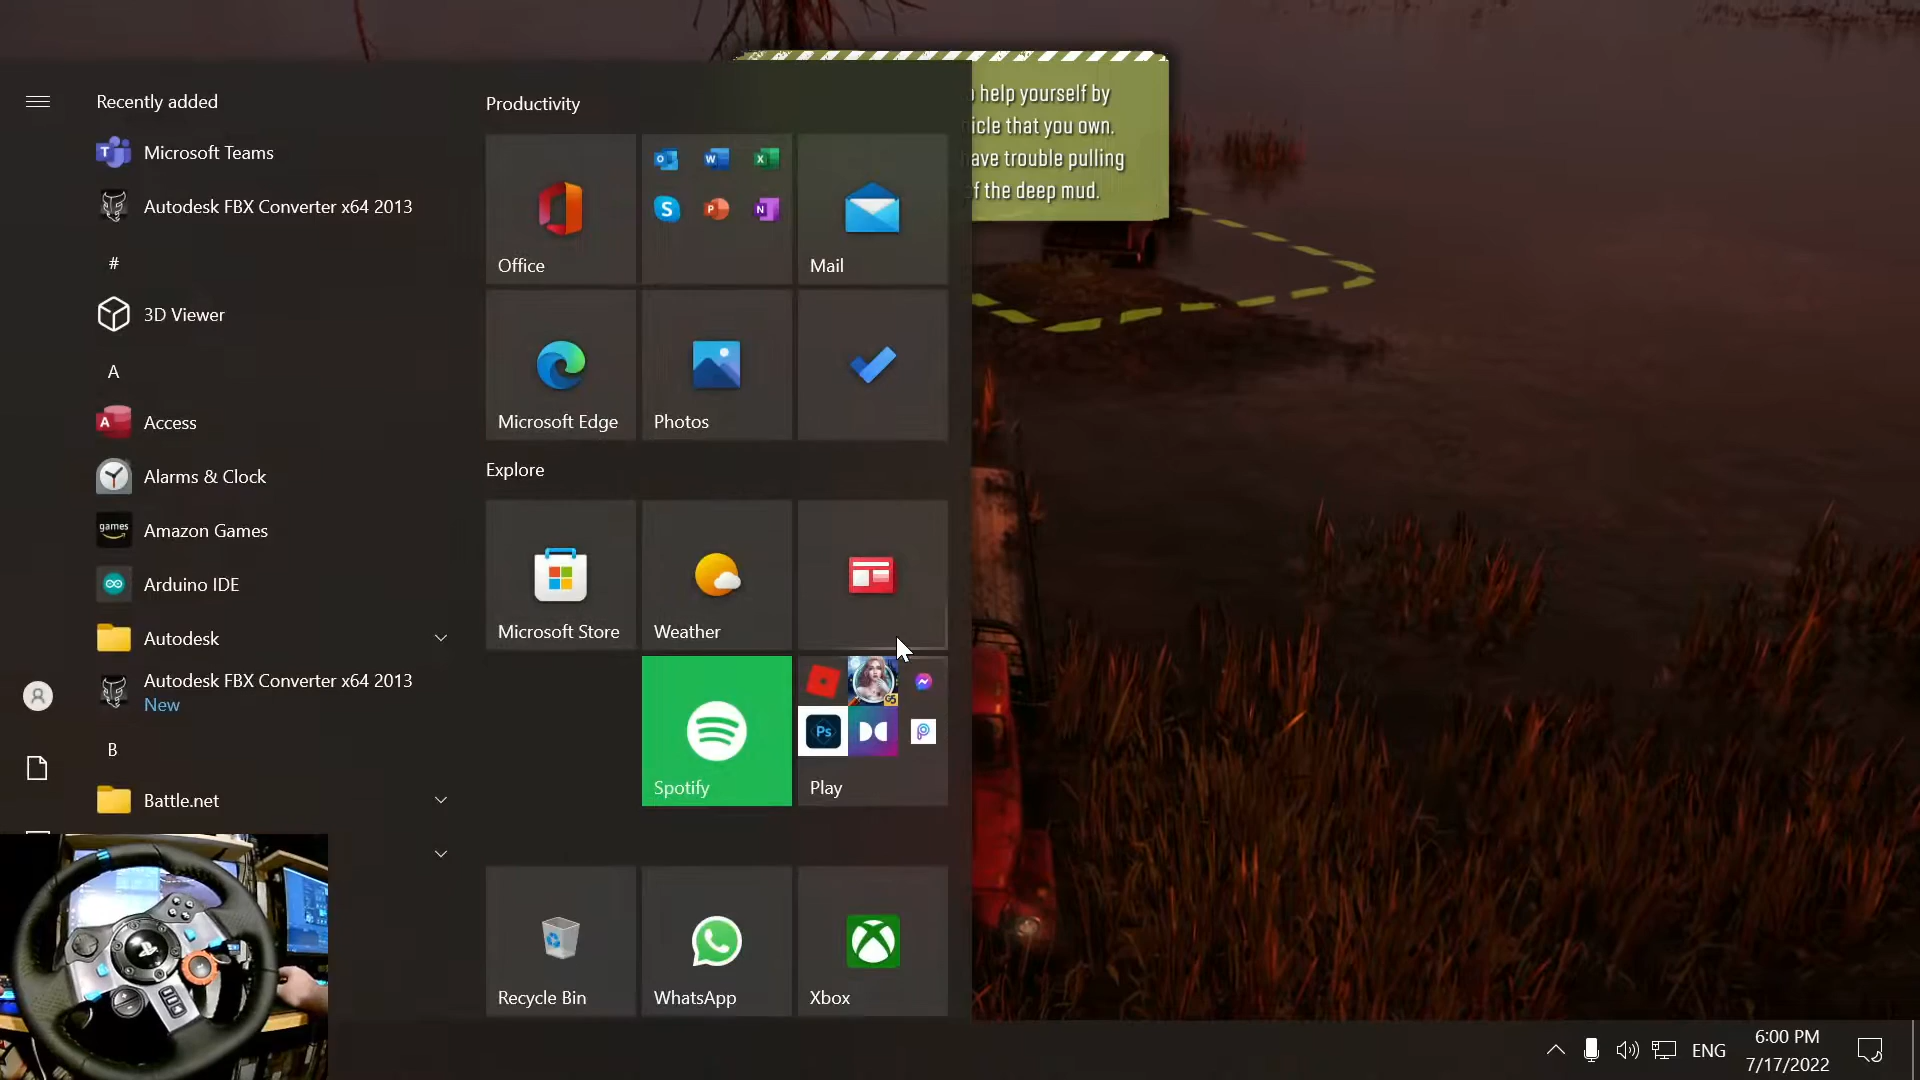 Recently added
Microsoft Teams
Autodesk FBX Converter x64 2013
#
3D Viewer
A
Access
Alarms & Clock
Amazon Games
Arduino IDE
Autodesk
Autodesk FBX Converter x64 2013
New
B
Battle.net
Productivity
Office
Mail
Microsoft Edge
Photos
Explore
Microsoft Store
Weather
Spotify
Ps
Play
Recycle Bin
WhatsApp
Xbox
help yourself by
icle that you own.
ave trouble pulling
f the deep mud.
ENG
6:00 PM
7/17/2022